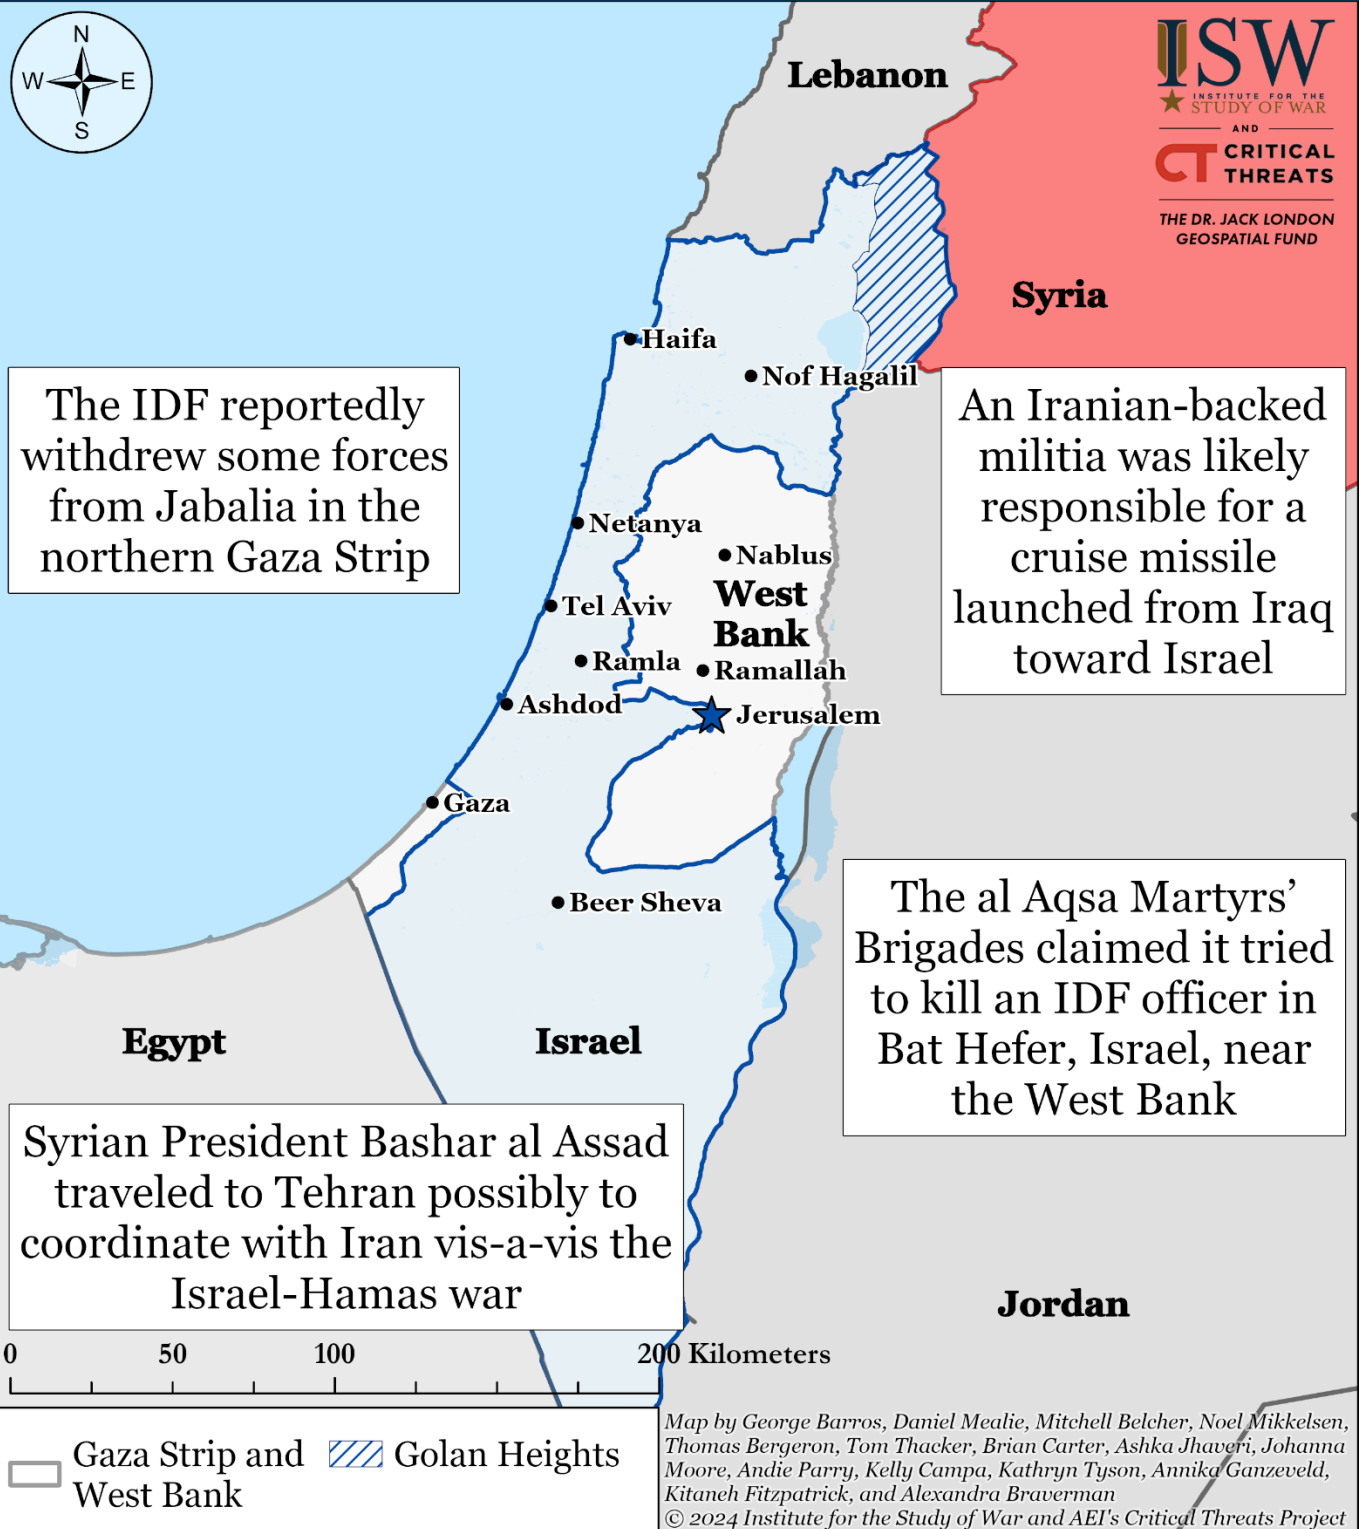 N
W E
S
Lebanon
ISW
INSTITUTE FOR THE
STUDY OF WAR
AND
CT CRITICAL
THREATS
THE DR. JACK LONDON
GEOSPATIAL FUND
Syria
Haifa
Nof Hagalil
The IDF reportedly
withdrew some forces
from Jabalia in the
northern Gaza Strip
An Iranian-backed
militia was likely
responsible for a
cruise missile
launched from Iraq
toward Israel
Netanya
Nablus
West
Bank
Tel Aviv
Ramla
Ramallah
Ashdod
Jerusalem
Gaza
Beer Sheva
The al Aqsa Martyrs’
Brigades claimed it tried
to kill an IDF officer in
Bat Hefer, Israel, near
the West Bank
Egypt
Israel
Syrian President Bashar al Assad
traveled to Tehran possibly to
coordinate with Iran vis-a-vis the
Israel-Hamas war
Jordan
0 50 100 200 Kilometers
Gaza Strip and
West Bank
Golan Heights
Map by George Barros, Daniel Mealie, Mitchell Belcher, Noel Mikkelsen,
Thomas Bergeron, Tom Thacker, Brian Carter, Ashka Jhaveri, Johanna
Moore, Andie Parry, Kelly Campa, Kathryn Tyson, Annika Ganzeveld,
Kitaneh Fitzpatrick, and Alexandra Braverman
© 2024 Institute for the Study of War and AEI's Critical Threats Project